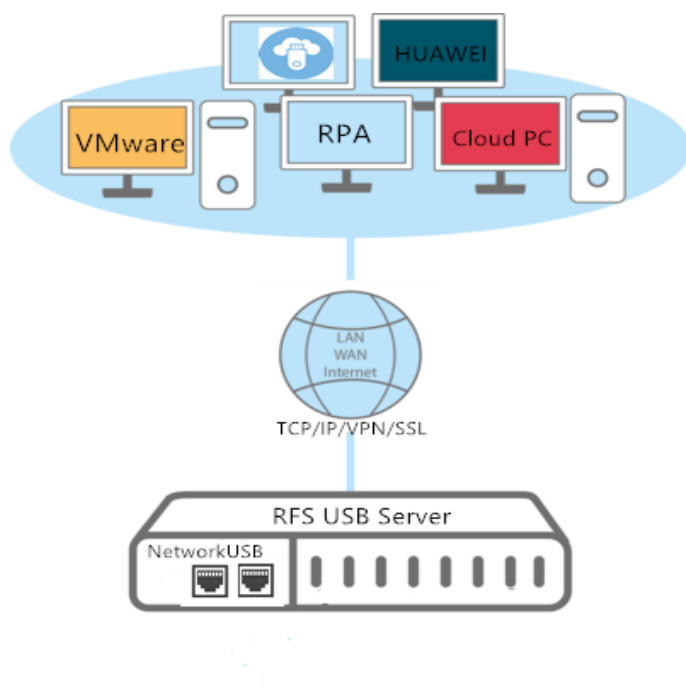 HUAWEI
VMware
RPA
Cloud PC
LAN
WAN
Internet
TCP/IP/VPN/SSL
RFS USB Server
NetworkUSB